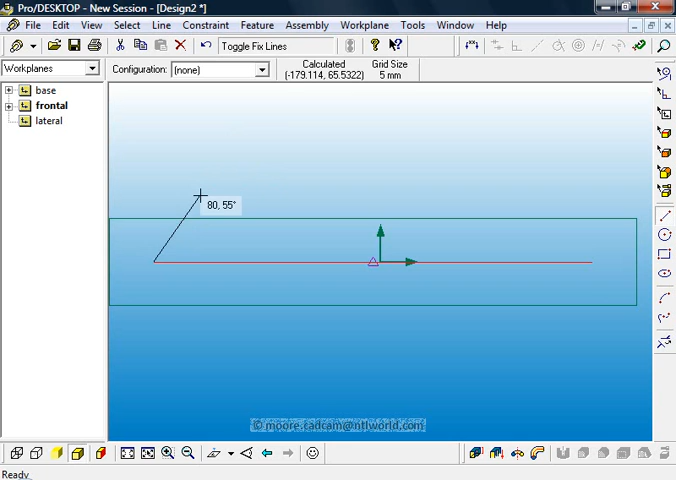 Pro/DESKTOP - New Session - [Design2 *]
File Edit View Select Line Constraint Feature Assembly Workplane Tools Window Help
Toggle Fix Lines
Workplanes
Configuration: (none)
Calculated
(-179.114, 65.5322)
Grid Size
5 mm
base
frontal
lateral
80, 55°
© moore.cadcam@ntlworld.com
Ready